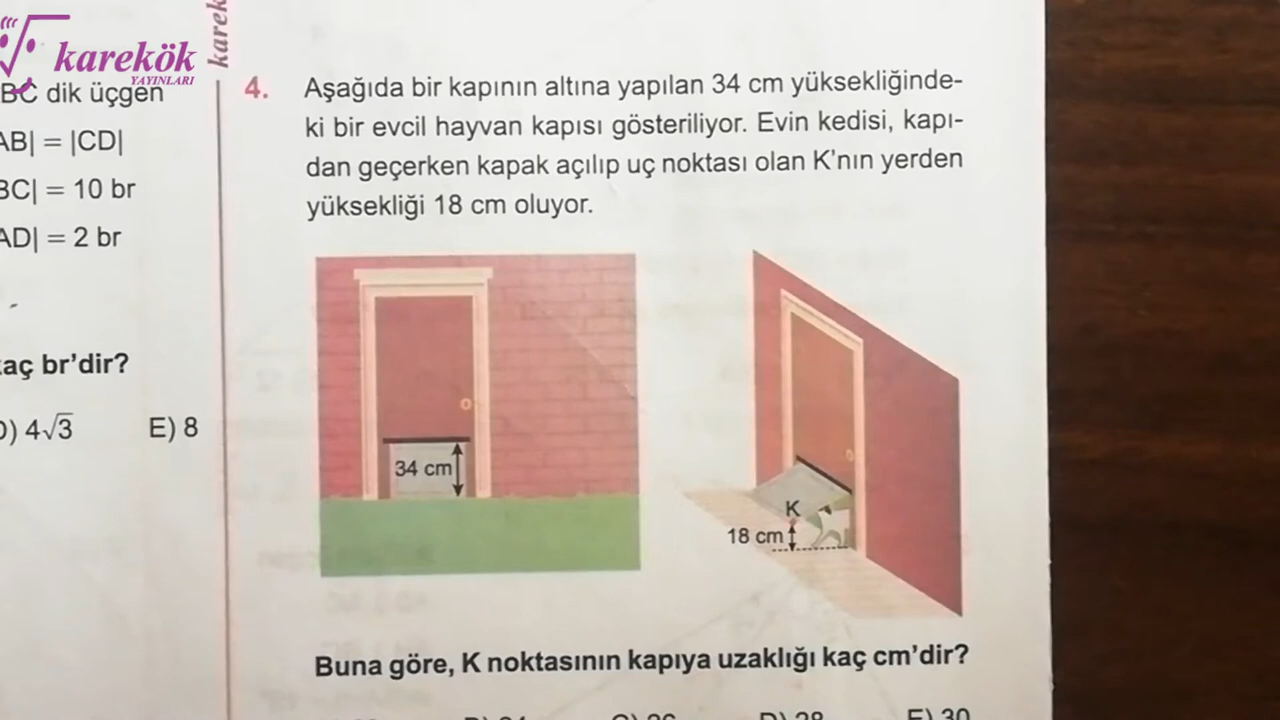 karekök
YAYINLARI
karek
BC dik üçgen
AB| = |CD|
BC| = 10 br
AD| = 2 br
kaç br'dir?
D) 4√3 E) 8
4. Aşağıda bir kapının altına yapılan 34 cm yüksekliğinde-
ki bir evcil hayvan kapısı gösteriliyor. Evin kedisi, kapı-
dan geçerken kapak açılıp uç noktası olan K'nın yerden
yüksekliği 18 cm oluyor.
34 cm
K
18 cm
Buna göre, K noktasının kapıya uzaklığı kaç cm'dir?
D) 28 E) 30